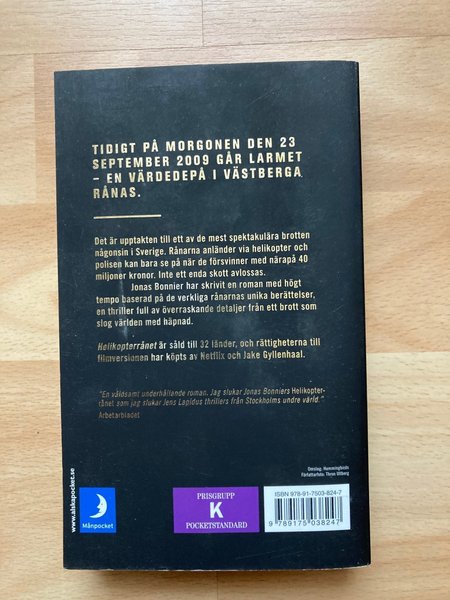 TIDIGT PÅ MORGONEN DEN 23
SEPTEMBER 2009 GÅR LARMET
– EN VÄRDEDEPÅ I VÄSTBERGA
RÅNAS.
Det är upptakten till ett av de mest spektakulära brotten
någonsin i Sverige. Rånarna anländer via helikopter och
polisen kan bara se på när de försvinner med närapå 40
miljoner kronor. Inte ett enda skott avlossas.
Jonas Bonnier har skrivit en roman med högt
tempo baserad på de verkliga rånarnas unika berättelser,
en thriller full av överraskande detaljer från ett brott som
slog världen med häpnad.
Helikopterrånet är såld till 32 länder, och rättigheterna till
filmversionen har köpts av Netflix och Jake Gyllenhaal.
"En våldsamt underhållande roman. Jag slukar Jonas Bonniers Helikopter-
rånet som jag slukar Jens Lapidus thrillers från Stockholms undre värld."
Arbetarbladet
Omslag: Hummingbirds
Författarfoto: Thron Ullberg
www.alskapocket.se
Månpocket
PRISGRUPP
K
POCKETSTANDARD
ISBN 978-91-7503-824-7
9 789175 038247